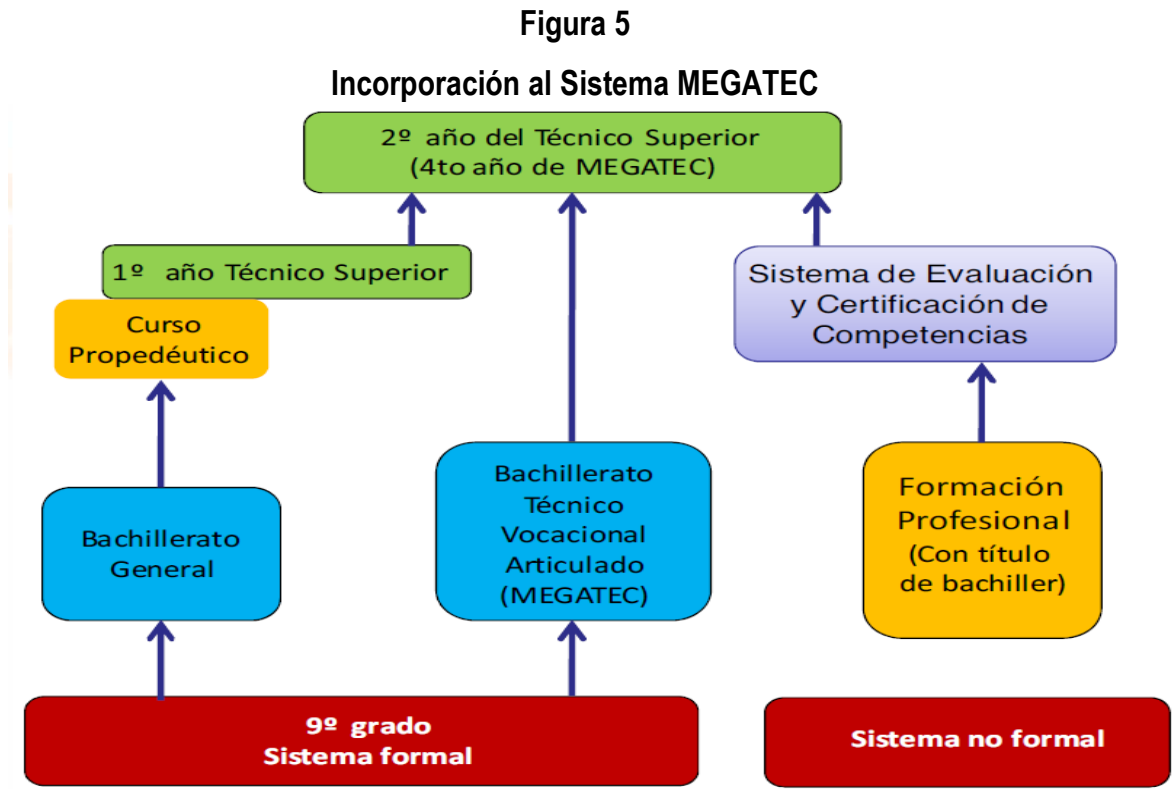 Figura 5
Incorporación al Sistema MEGATEC
2º año del Técnico Superior
(4to año de MEGATEC)
1º año Técnico Superior
Curso
Propedéutico
Sistema de Evaluación
y Certificación de
Competencias
Bachillerato
General
Bachillerato
Técnico
Vocacional
Articulado
(MEGATEC)
Formación
Profesional
(Con título
de bachiller)
9º grado
Sistema formal
Sistema no formal